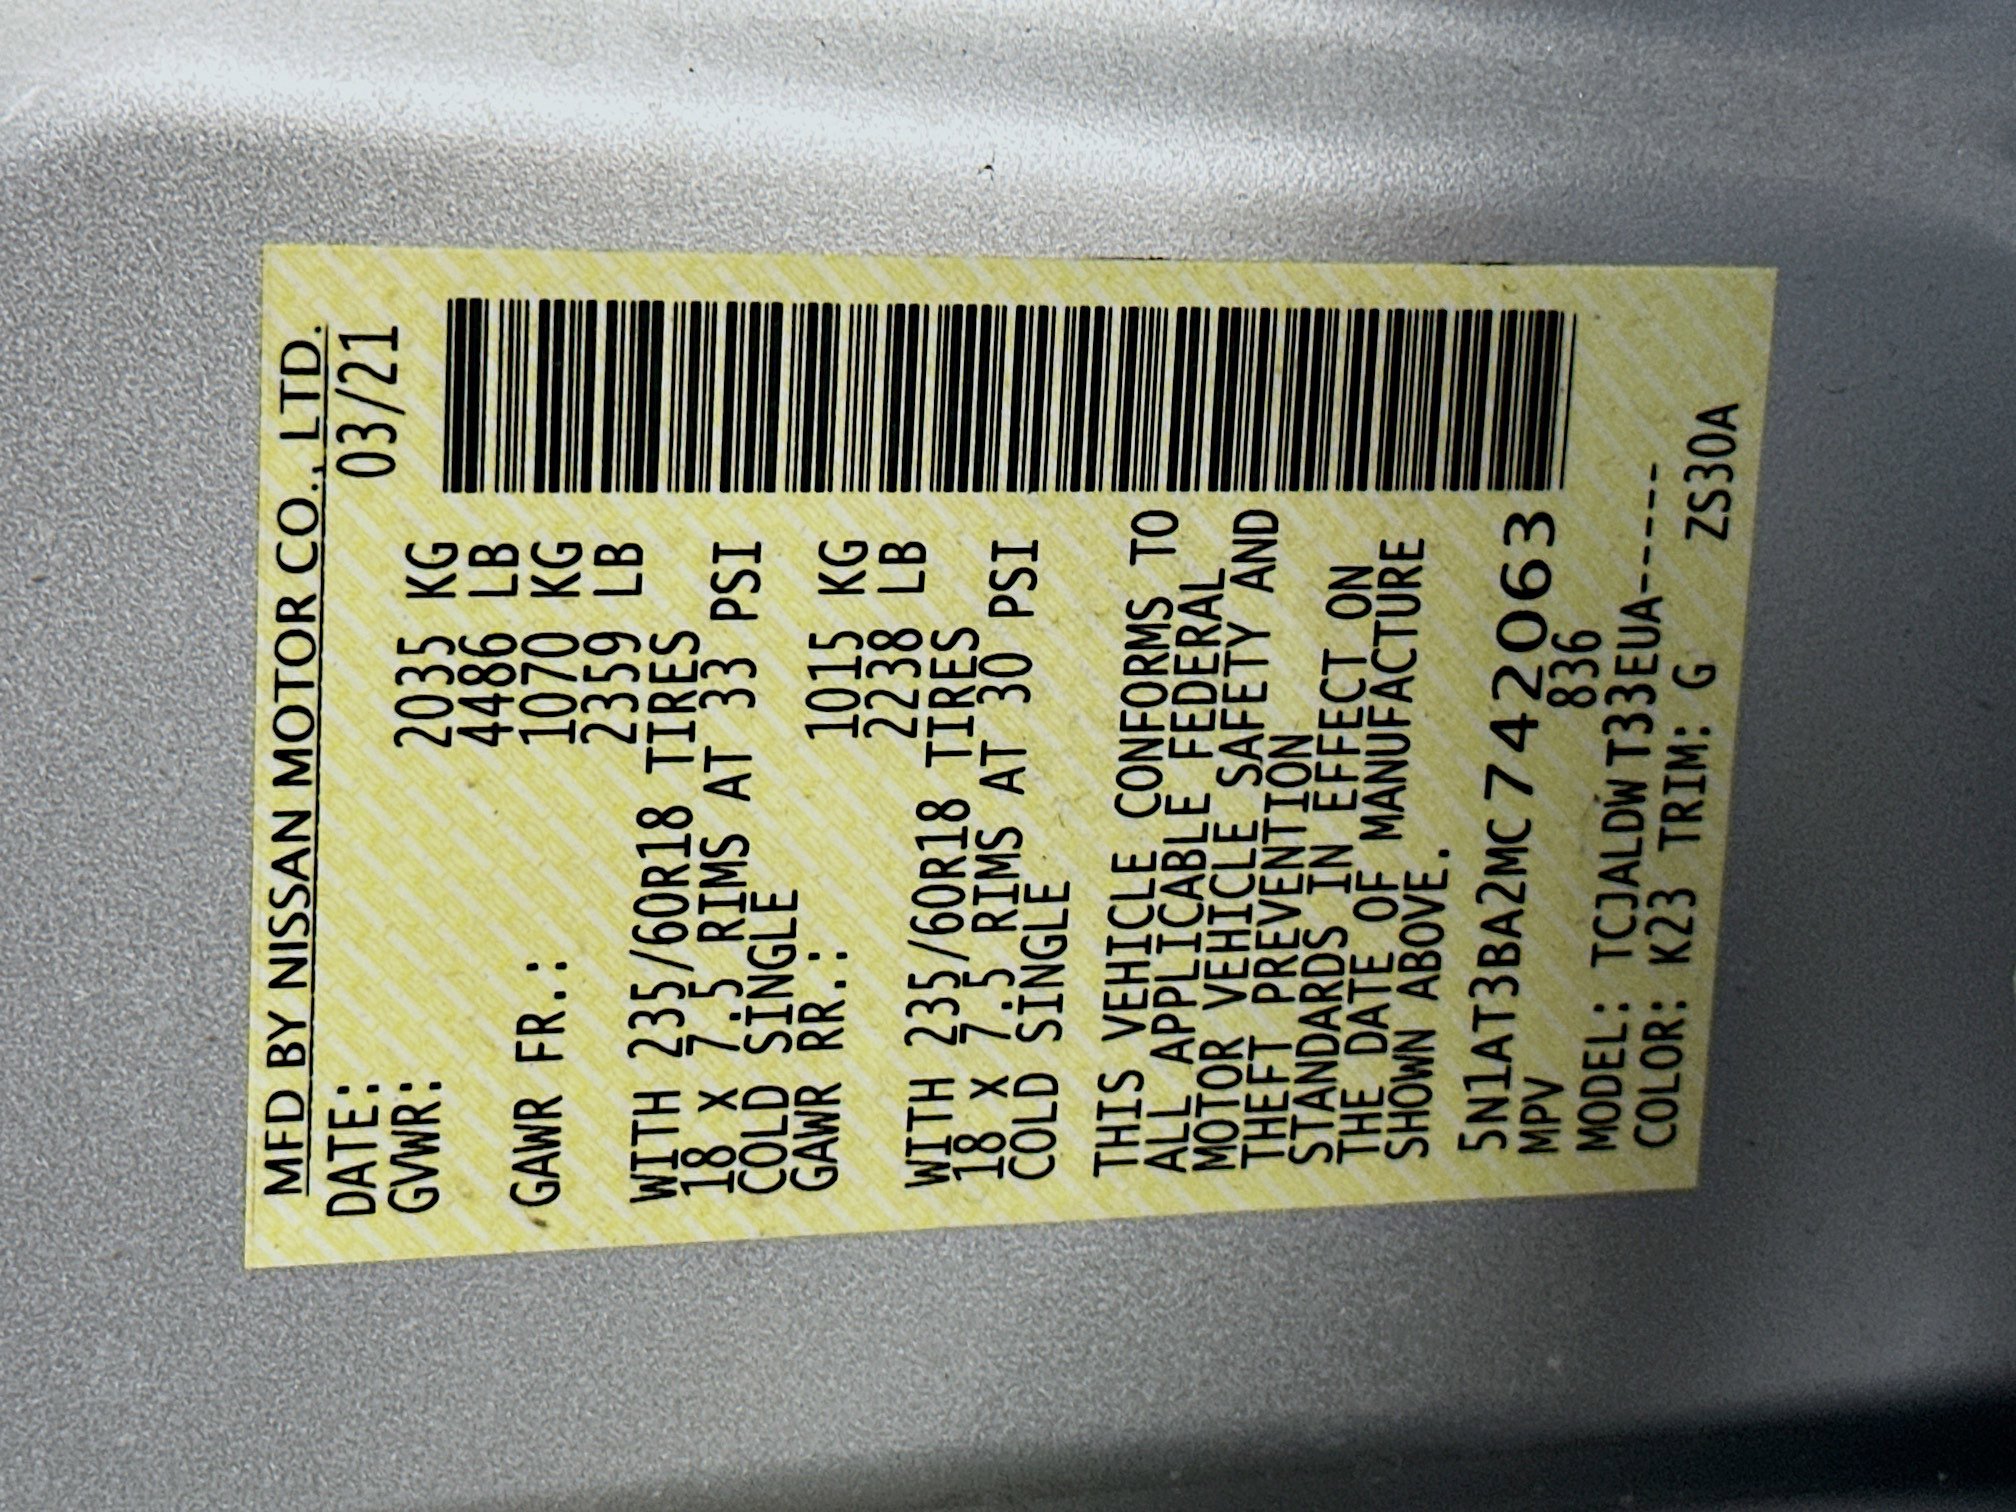 MFD BY NISSAN MOTOR CO., LTD.
DATE: 03/21
GVWR: 2035 KG
4486 LB
GAWR FR.: 1070 KG
2359 LB
WITH 235/60R18 TIRES
18 X 7.5 RIMS AT 33 PSI
COLD SINGLE
GAWR RR.: 1015 KG
2238 LB
WITH 235/60R18 TIRES
18 X 7.5 RIMS AT 30 PSI
COLD SINGLE
THIS VEHICLE CONFORMS TO
ALL APPLICABLE FEDERAL
MOTOR VEHICLE SAFETY AND
THEFT PREVENTION
STANDARDS IN EFFECT ON
THE DATE OF MANUFACTURE
SHOWN ABOVE.
5N1AT3BA2MC742063
MPV 836
MODEL: TCJALDWT33EUA-----
COLOR: K23 TRIM: G ZS30A